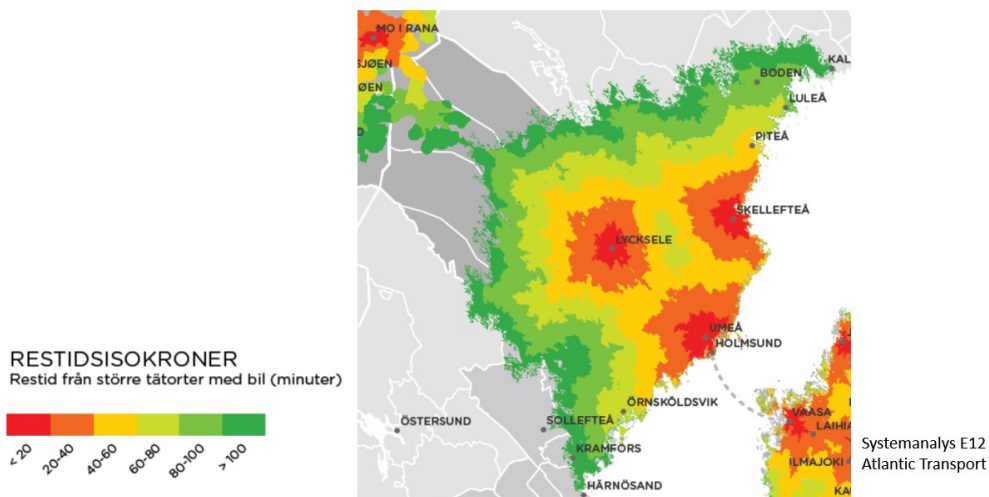 MO I RANA
SJØEN
ØEN
D
KAL
BODEN
LULEÅ
PITEÅ
SKELLEFTEÅ
LYCKSELE
UMEÅ
HOLMSUND
RESTIDSISOKRONER
Restid från större tätorter med bil (minuter)
< 20
20-40
40-60
60-80
80-100
> 100
ÖSTERSUND
SOLLEFTEÅ
ÖRNSKÖLDSVIK
KRAMFORS
HÄRNÖSAND
VAASA
LAIHIA
ILMAJOKI
KAU
Systemanalys E12
Atlantic Transport